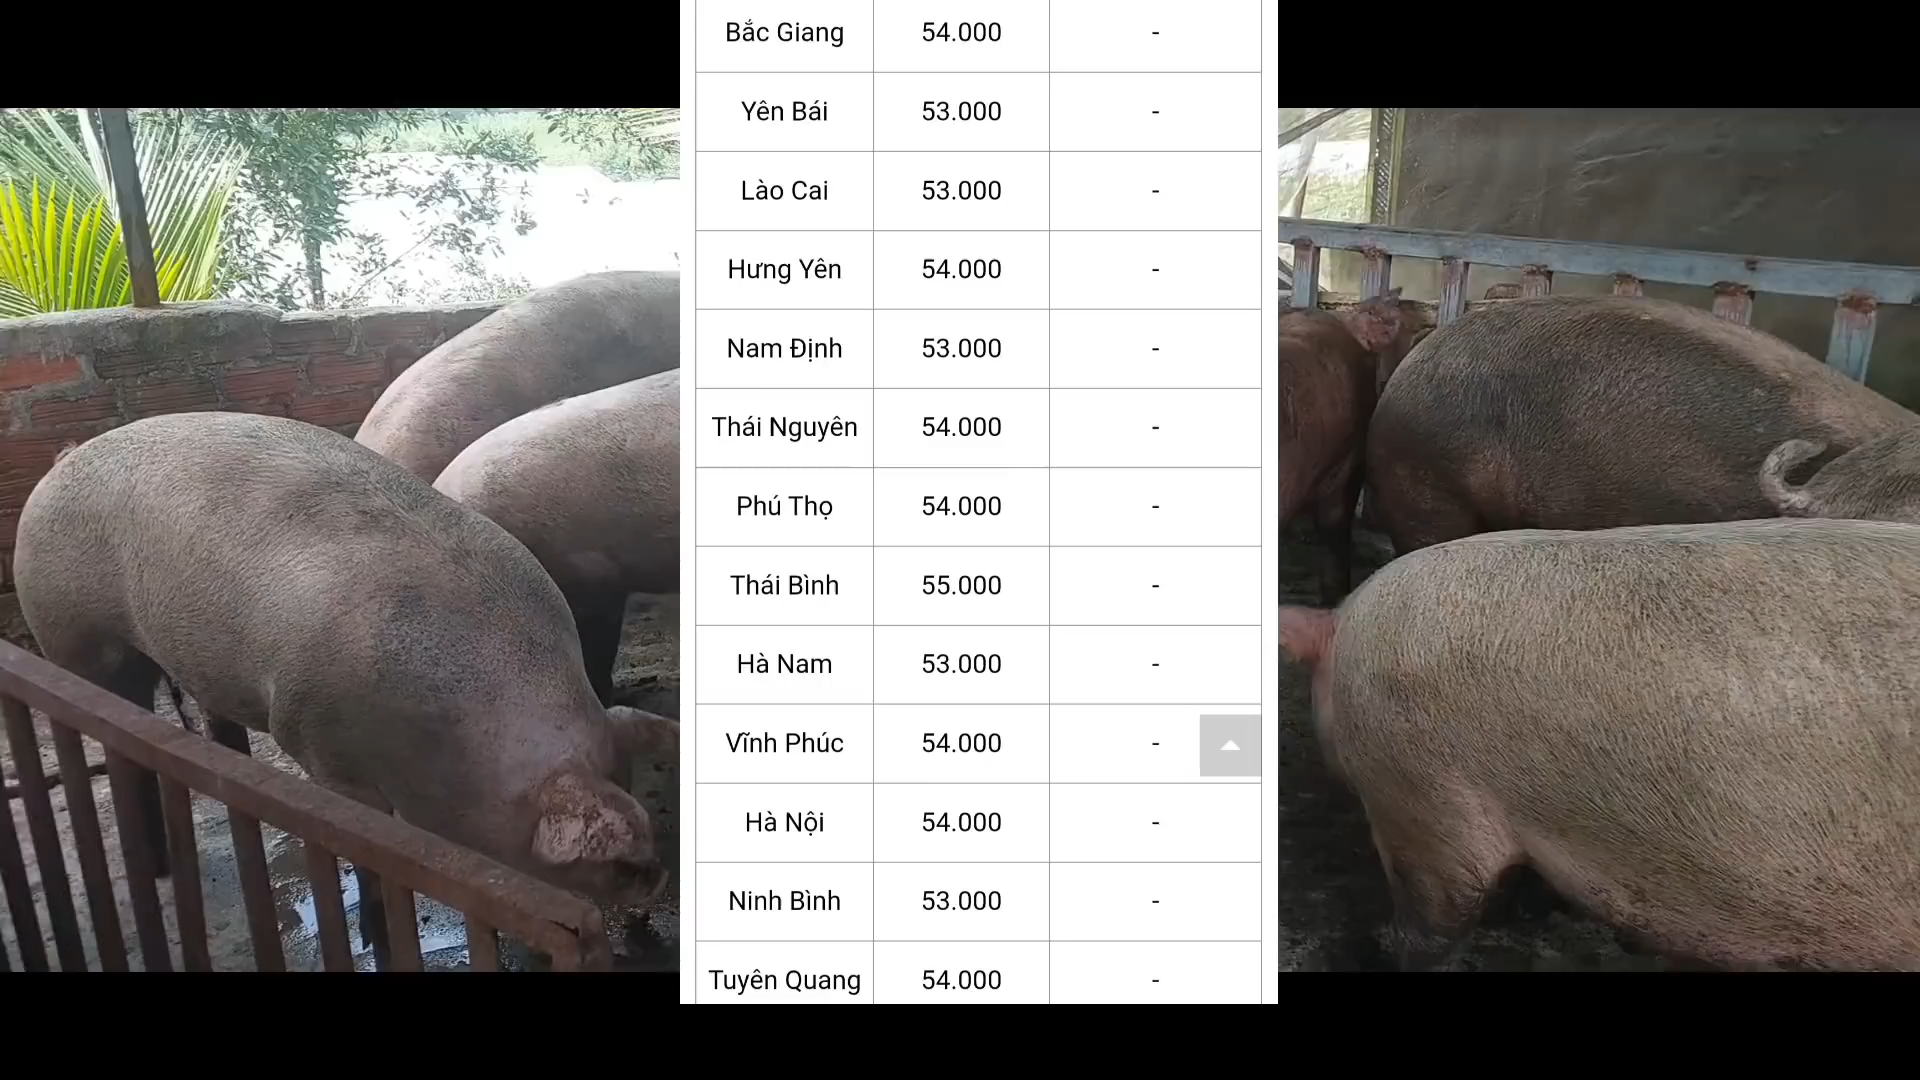 Bắc Giang 54.000 -
Yên Bái 53.000 -
Lào Cai 53.000 -
Hưng Yên 54.000 -
Nam Định 53.000 -
Thái Nguyên 54.000 -
Phú Thọ 54.000 -
Thái Bình 55.000 -
Hà Nam 53.000 -
Vĩnh Phúc 54.000 -
Hà Nội 54.000 -
Ninh Bình 53.000 -
Tuyên Quang 54.000 -